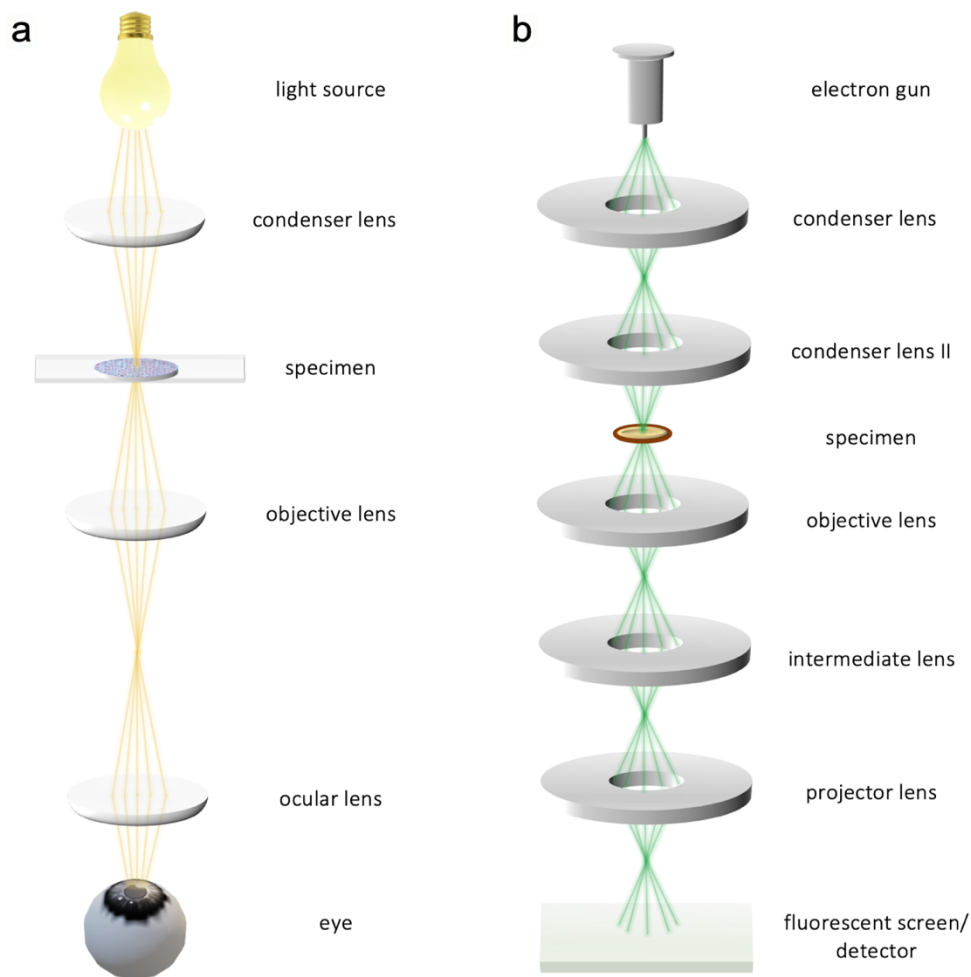 a
light source
condenser lens
specimen
objective lens
ocular lens
eye
b
electron gun
condenser lens
condenser lens II
specimen
objective lens
intermediate lens
projector lens
fluorescent screen/
detector